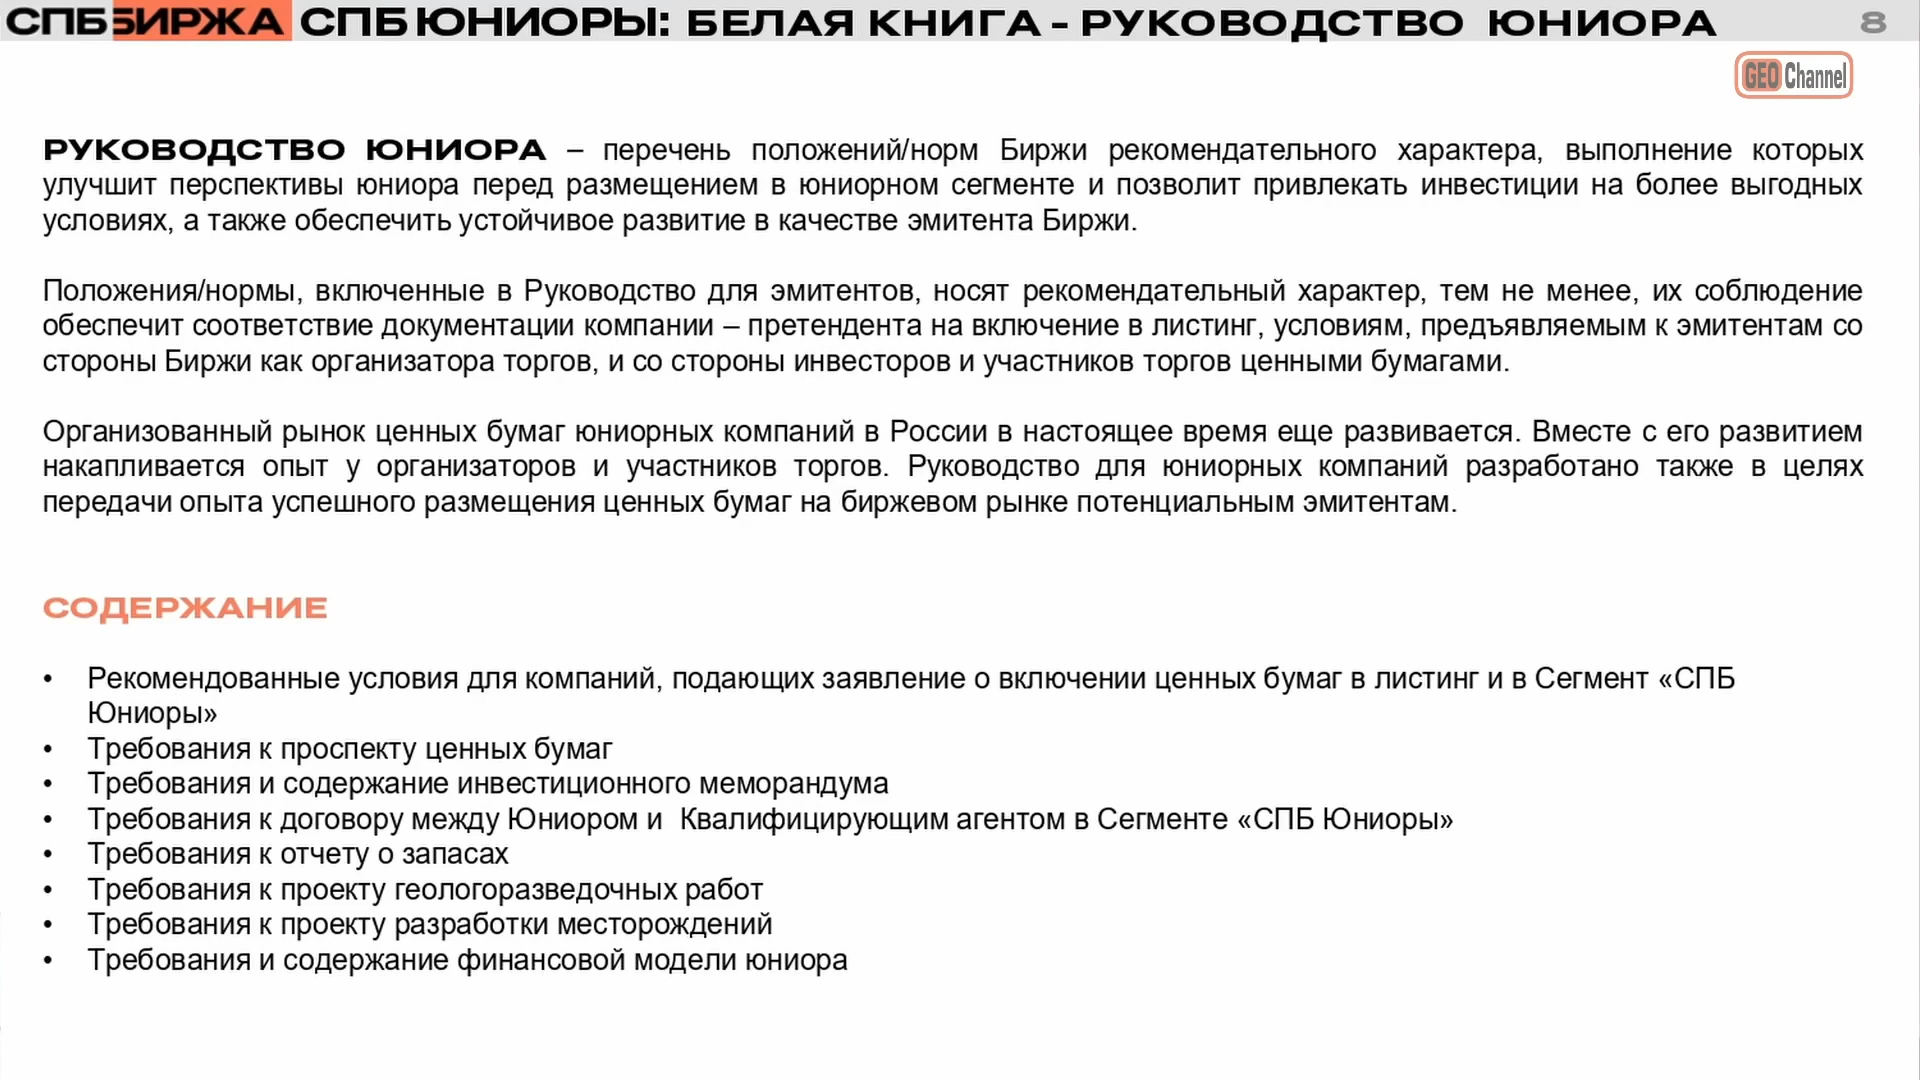 СПББИРЖА СПБ ЮНИОРЫ: БЕЛАЯ КНИГА - РУКОВОДСТВО ЮНИОРА 8
GEO Channel
РУКОВОДСТВО ЮНИОРА – перечень положений/норм Биржи рекомендательного характера, выполнение которых
улучшит перспективы юниора перед размещением в юниорном сегменте и позволит привлекать инвестиции на более выгодных
условиях, а также обеспечить устойчивое развитие в качестве эмитента Биржи.
Положения/нормы, включенные в Руководство для эмитентов, носят рекомендательный характер, тем не менее, их соблюдение
обеспечит соответствие документации компании – претендента на включение в листинг, условиям, предъявляемым к эмитентам со
стороны Биржи как организатора торгов, и со стороны инвесторов и участников торгов ценными бумагами.
Организованный рынок ценных бумаг юниорных компаний в России в настоящее время еще развивается. Вместе с его развитием
накапливается опыт у организаторов и участников торгов. Руководство для юниорных компаний разработано также в целях
передачи опыта успешного размещения ценных бумаг на биржевом рынке потенциальным эмитентам.
СОДЕРЖАНИЕ
• Рекомендованные условия для компаний, подающих заявление о включении ценных бумаг в листинг и в Сегмент «СПБ
Юниоры»
• Требования к проспекту ценных бумаг
• Требования и содержание инвестиционного меморандума
• Требования к договору между Юниором и Квалифицирующим агентом в Сегменте «СПБ Юниоры»
• Требования к отчету о запасах
• Требования к проекту геологоразведочных работ
• Требования к проекту разработки месторождений
• Требования и содержание финансовой модели юниора